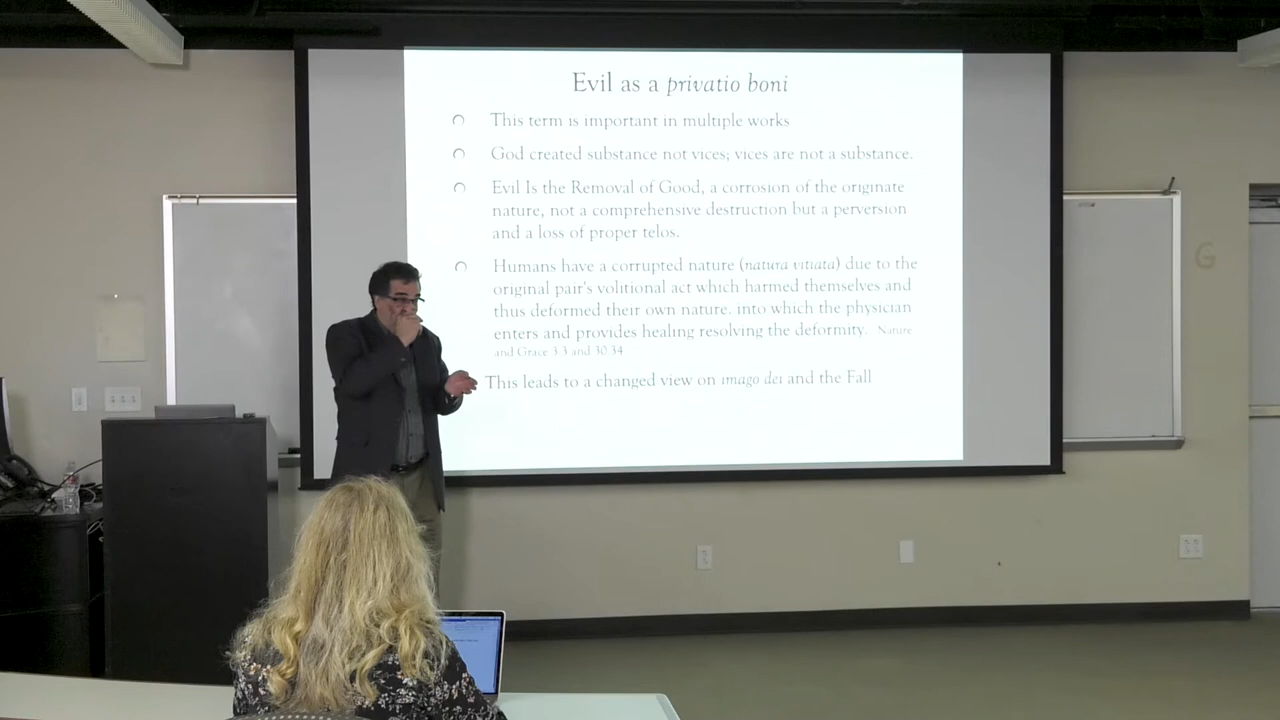 Evil as a privatio boni
This term is important in multiple works
God created substance not vices; vices are not a substance.
Evil Is the Removal of Good, a corrosion of the originate
nature, not a comprehensive destruction but a perversion
and a loss of proper telos.
Humans have a corrupted nature (natura vitiata) due to the
original pair's volitional act which harmed themselves and
thus deformed their own nature. into which the physician
enters and provides healing resolving the deformity. Nature
and Grace 3.3 and 30.34
This leads to a changed view on imago dei and the Fall
G